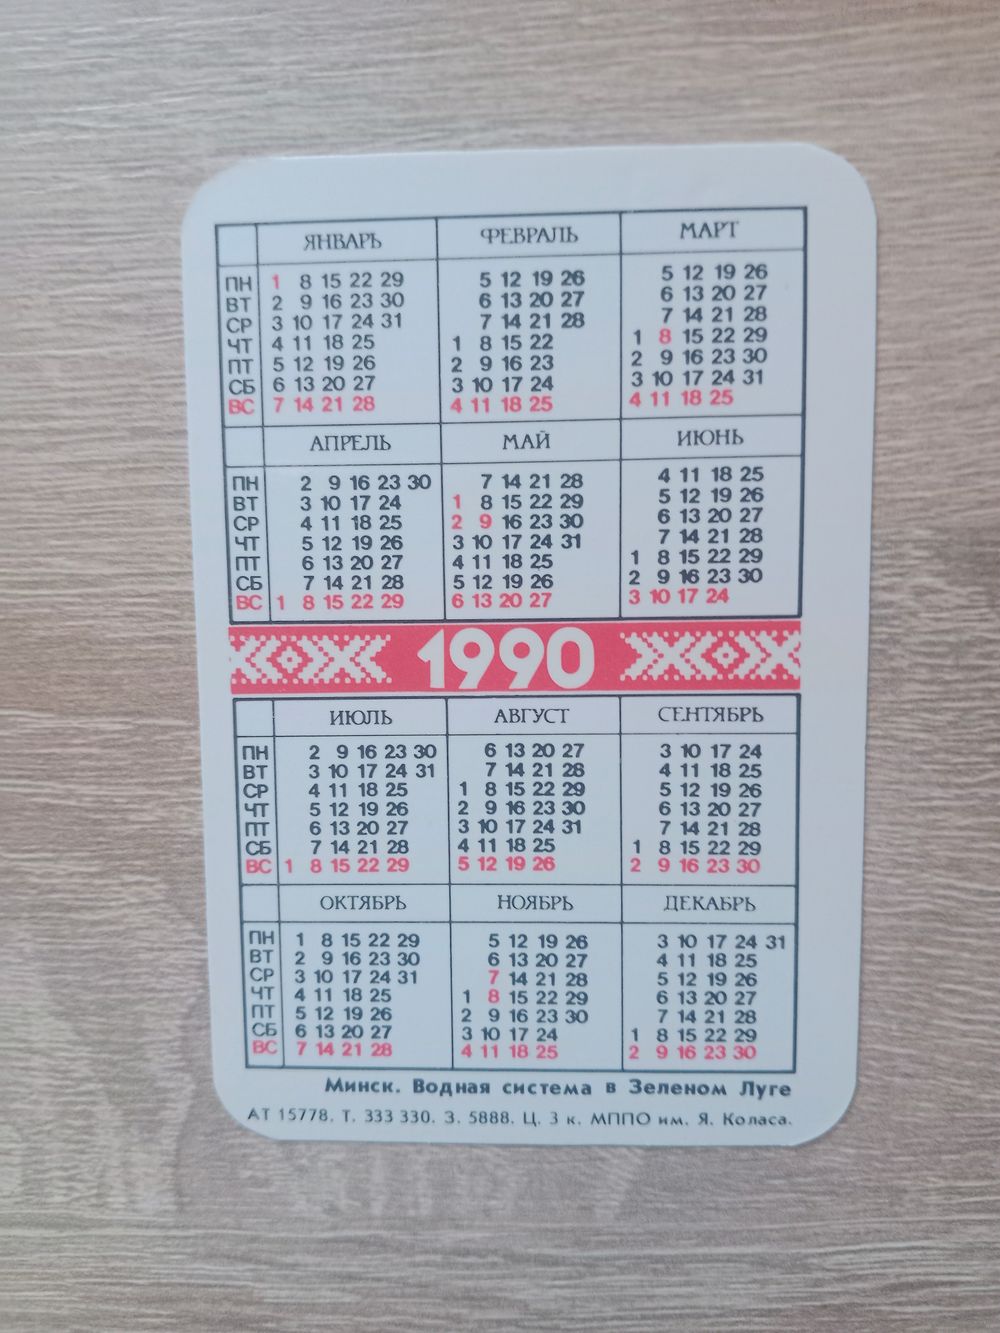 ЯНВАРЬ ФЕВРАЛЬ МАРТ
ПН 1 8 15 22 29 5 12 19 26 5 12 19 26
ВТ 2 9 16 23 30 6 13 20 27 6 13 20 27
СР 3 10 17 24 31 7 14 21 28 7 14 21 28
ЧТ 4 11 18 25 1 8 15 22 1 8 15 22 29
ПТ 5 12 19 26 2 9 16 23 2 9 16 23 30
СБ 6 13 20 27 3 10 17 24 3 10 17 24 31
ВС 7 14 21 28 4 11 18 25 4 11 18 25
АПРЕЛЬ МАЙ ИЮНЬ
ПН 2 9 16 23 30 7 14 21 28 4 11 18 25
ВТ 3 10 17 24 1 8 15 22 29 5 12 19 26
СР 4 11 18 25 2 9 16 23 30 6 13 20 27
ЧТ 5 12 19 26 3 10 17 24 31 7 14 21 28
ПТ 6 13 20 27 4 11 18 25 1 8 15 22 29
СБ 7 14 21 28 5 12 19 26 2 9 16 23 30
ВС 1 8 15 22 29 6 13 20 27 3 10 17 24
1990
ИЮЛЬ АВГУСТ СЕНТЯБРЬ
ПН 2 9 16 23 30 6 13 20 27 3 10 17 24
ВТ 3 10 17 24 31 7 14 21 28 4 11 18 25
СР 4 11 18 25 1 8 15 22 29 5 12 19 26
ЧТ 5 12 19 26 2 9 16 23 30 6 13 20 27
ПТ 6 13 20 27 3 10 17 24 31 7 14 21 28
СБ 7 14 21 28 4 11 18 25 1 8 15 22 29
ВС 1 8 15 22 29 5 12 19 26 2 9 16 23 30
ОКТЯБРЬ НОЯБРЬ ДЕКАБРЬ
ПН 1 8 15 22 29 5 12 19 26 3 10 17 24 31
ВТ 2 9 16 23 30 6 13 20 27 4 11 18 25
СР 3 10 17 24 31 7 14 21 28 5 12 19 26
ЧТ 4 11 18 25 1 8 15 22 29 6 13 20 27
ПТ 5 12 19 26 2 9 16 23 30 7 14 21 28
СБ 6 13 20 27 3 10 17 24 1 8 15 22 29
ВС 7 14 21 28 4 11 18 25 2 9 16 23 30
Минск. Водная система в Зеленом Луге
АТ 15778. Т. 333 330. З. 5888. Ц. 3 к. МППО им. Я. Коласа.